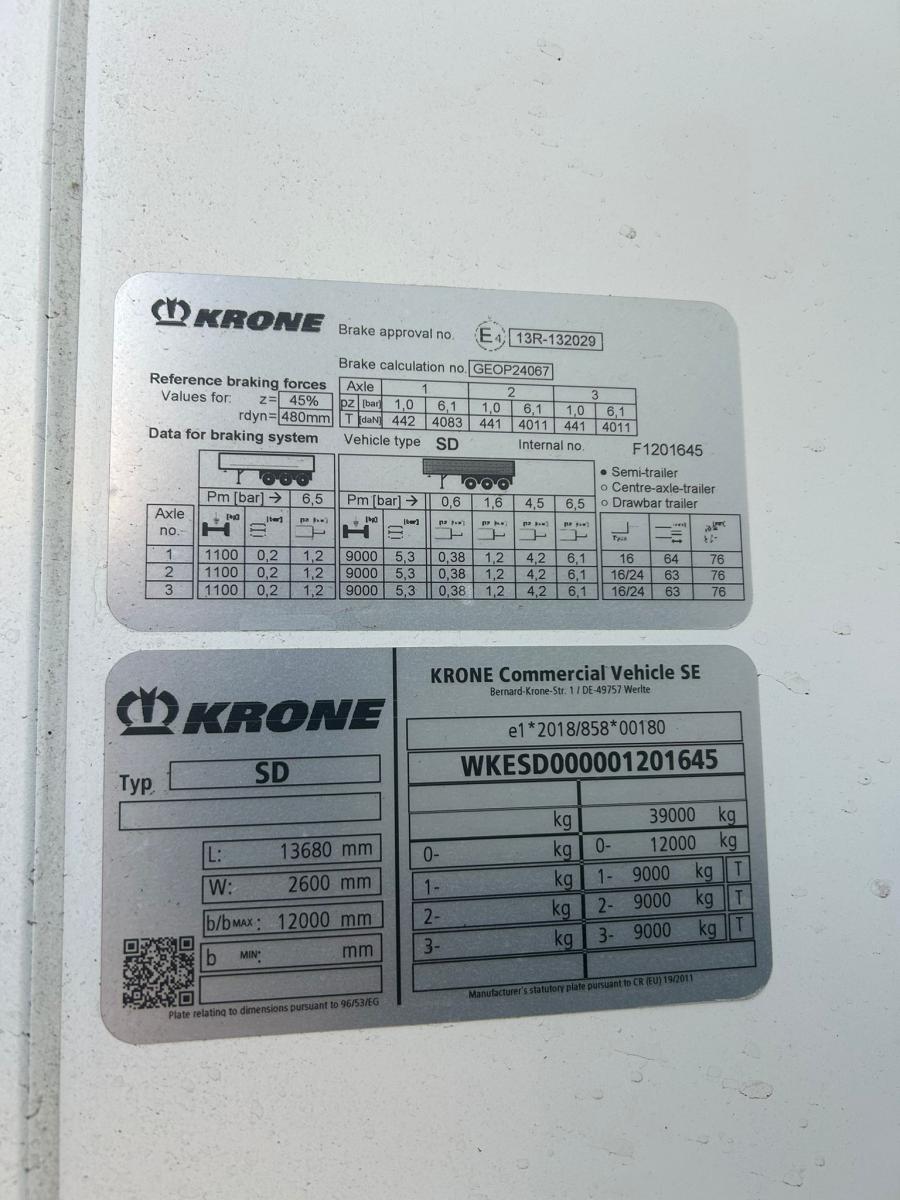 KRONE
Brake approval no. E4 13R-132029
Brake calculation no. GEOP24067
Reference braking forces
Values for: z= 45%
rdyn= 480mm
Axle 1 2 3
pz [bar] 1,0 6,1 1,0 6,1 1,0 6,1
T [daN] 442 4083 441 4011 441 4011
Data for braking system
Vehicle type SD Internal no. F1201645
Semi-trailer
Centre-axle-trailer
Drawbar trailer
Pm [bar] → 6,5 Pm [bar] → 0,6 1,6 4,5 6,5
Axle no. [kg] [bar] [kg] [bar]
1 1100 0,2 1,2 9000 5,3 0,38 1,2 4,2 6,1 16 64 76
2 1100 0,2 1,2 9000 5,3 0,38 1,2 4,2 6,1 16/24 63 76
3 1100 0,2 1,2 9000 5,3 0,38 1,2 4,2 6,1 16/24 63 76
KRONE
Typ SD
L: 13680 mm
W: 2600 mm
b/b MAX: 12000 mm
b MIN: mm
Plate relating to dimensions pursuant to 96/53/EG
KRONE Commercial Vehicle SE
Bernard-Krone-Str. 1 / DE-49757 Werlte
e1*2018/858*00180
WKESD000001201645
kg 39000 kg
0- kg 0- 12000 kg
1- kg 1- 9000 kg T
2- kg 2- 9000 kg T
3- kg 3- 9000 kg T
Manufacturer's statutory plate pursuant to CR (EU) 19/2011